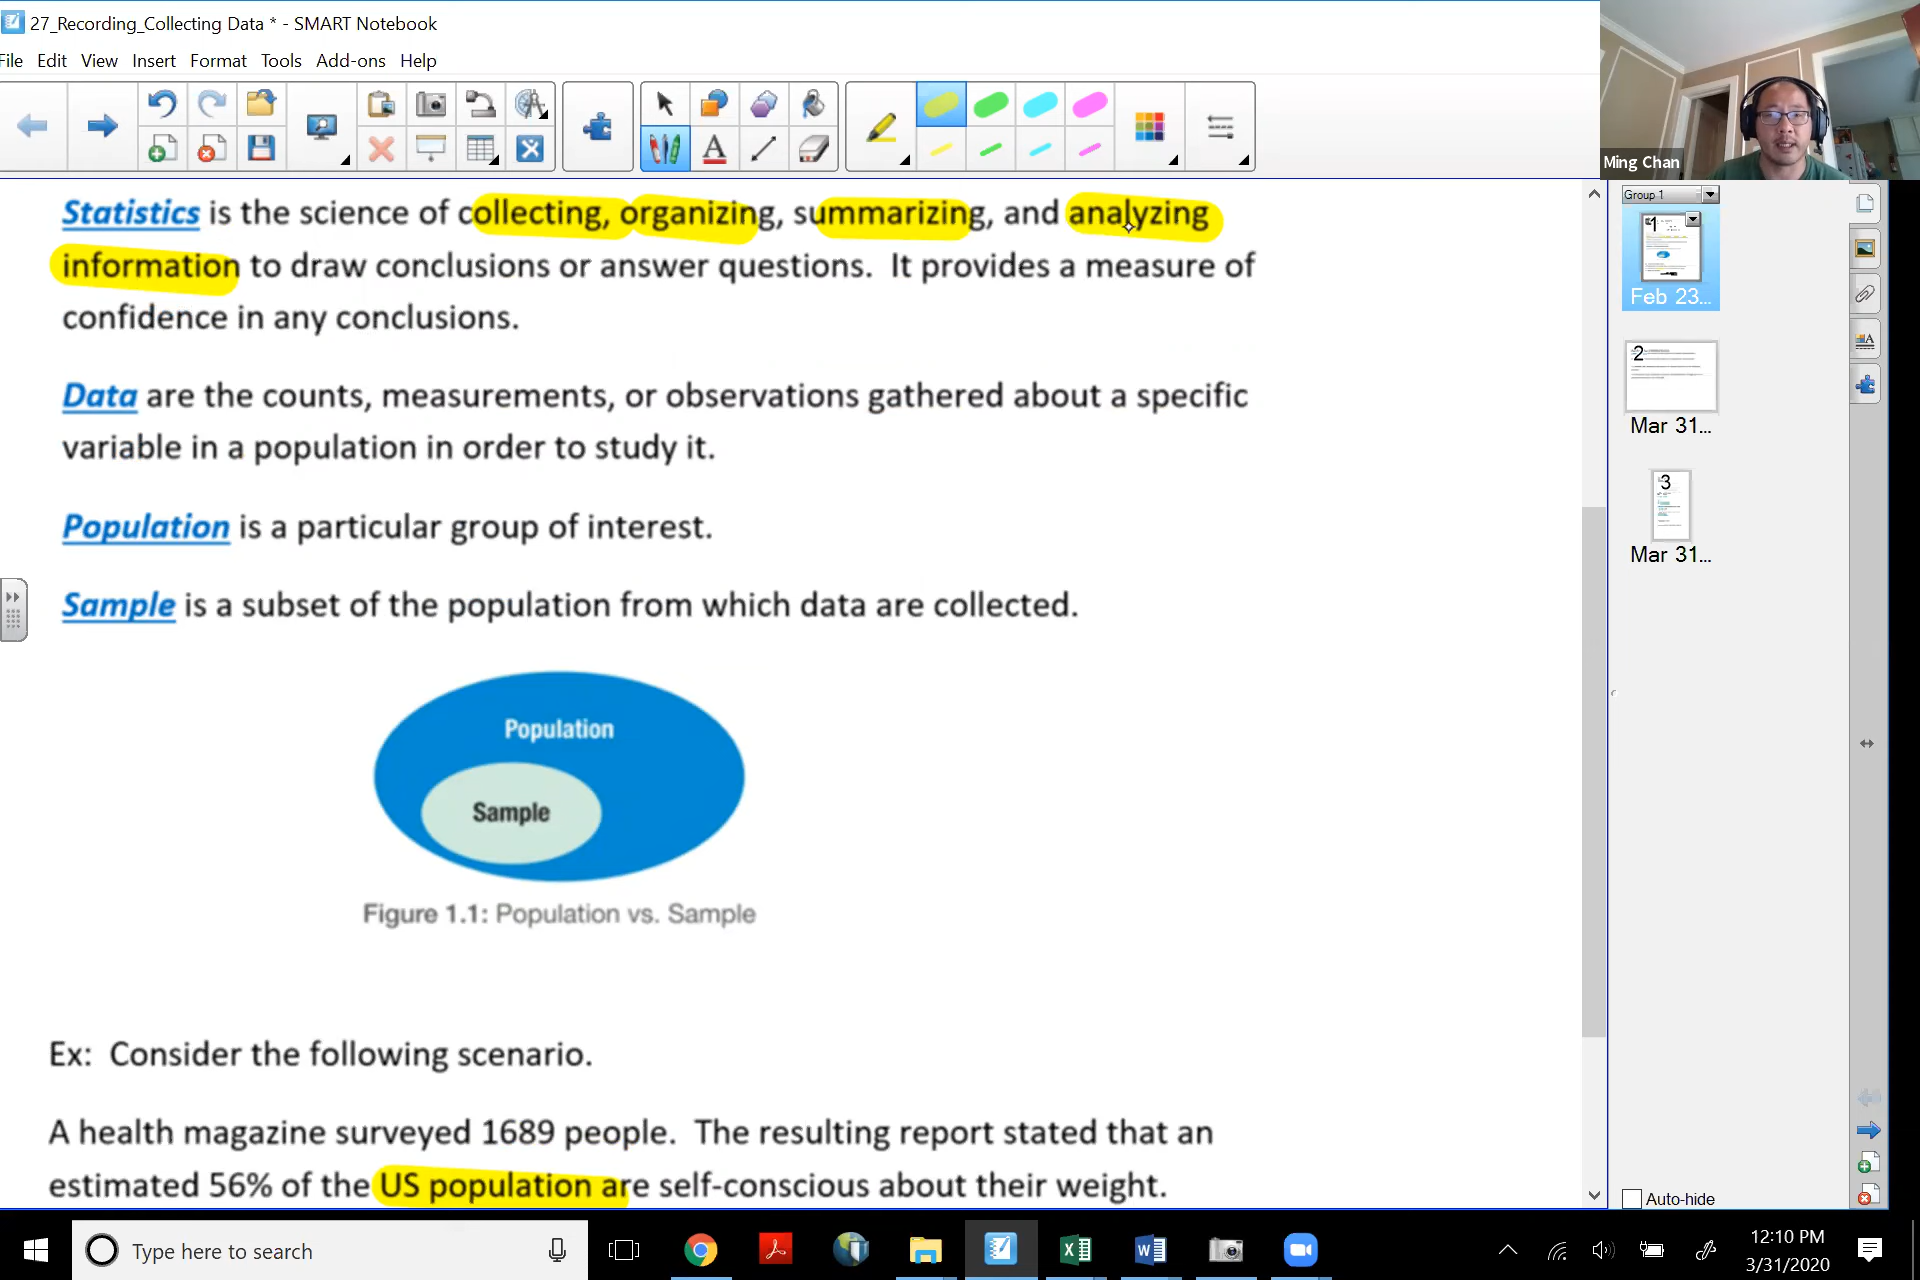 27_Recording_Collecting Data * - SMART Notebook
File Edit View Insert Format Tools Add-ons Help
Ming Chan
Statistics is the science of collecting, organizing, summarizing, and analyzing
information to draw conclusions or answer questions. It provides a measure of
confidence in any conclusions.
Data are the counts, measurements, or observations gathered about a specific
variable in a population in order to study it.
Population is a particular group of interest.
Sample is a subset of the population from which data are collected.
Population
Sample
Figure 1.1: Population vs. Sample
Ex: Consider the following scenario.
A health magazine surveyed 1689 people. The resulting report stated that an
estimated 56% of the US population are self-conscious about their weight.
Group 1
1
Feb 23...
2
Mar 31...
3
Mar 31...
Auto-hide
Type here to search
12:10 PM
3/31/2020